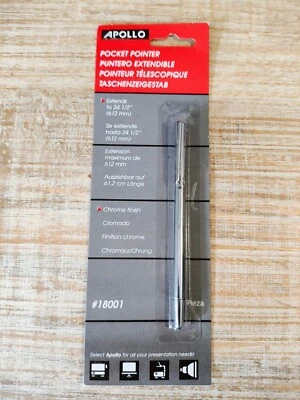 APOLLO
POCKET POINTER
PUNTERO EXTENDIBLE
POINTEUR TÉLESCOPIQUE
TASCHENZEIGESTAB
Extends
to 24 1/2"
(612 mm)
Se extiende
hasta 24 1/2"
(612 mm)
Extension
maximum de
612 mm
Ausziehbar auf
61,2 cm Länge
Chrome finish
Cromado
Finition chrome
Chromausführung
#18001
Pieza
Select Apollo for all your presentation needs!